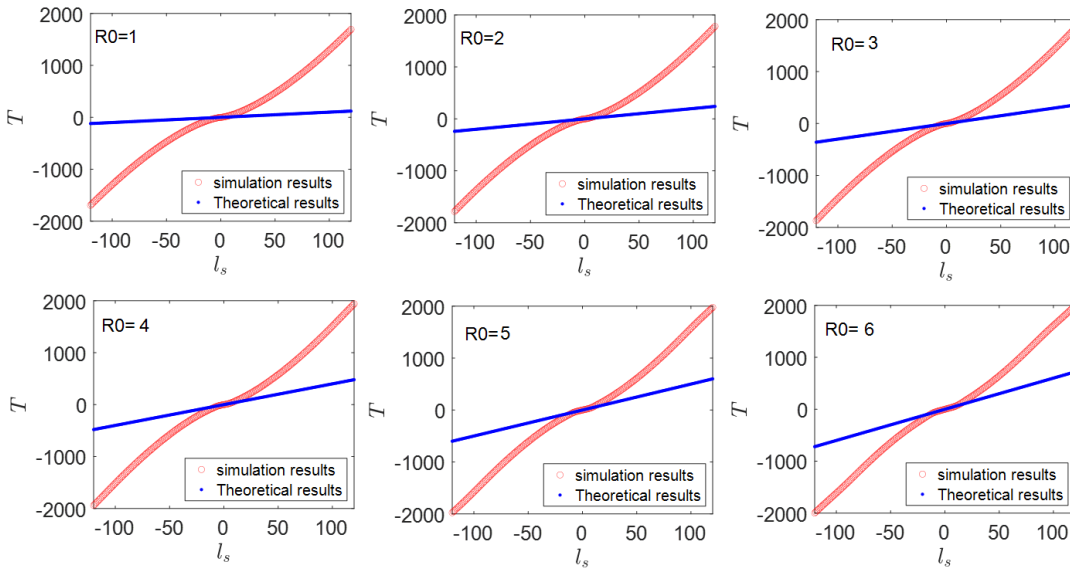 R0=1
2000
1000
0
-1000
-2000
T
simulation results
Theoretical results
-100 -50 0 50 100
l_s
R0=2
2000
1000
0
-1000
-2000
T
simulation results
Theoretical results
-100 -50 0 50 100
l_s
R0= 3
2000
1000
0
-1000
-2000
T
simulation results
Theoretical results
-100 -50 0 50 100
l_s
R0= 4
2000
1000
0
-1000
-2000
T
simulation results
Theoretical results
-100 -50 0 50 100
l_s
R0= 5
2000
1000
0
-1000
-2000
T
simulation results
Theoretical results
-100 -50 0 50 100
l_s
R0= 6
2000
1000
0
-1000
-2000
T
simulation results
Theoretical results
-100 -50 0 50 100
l_s